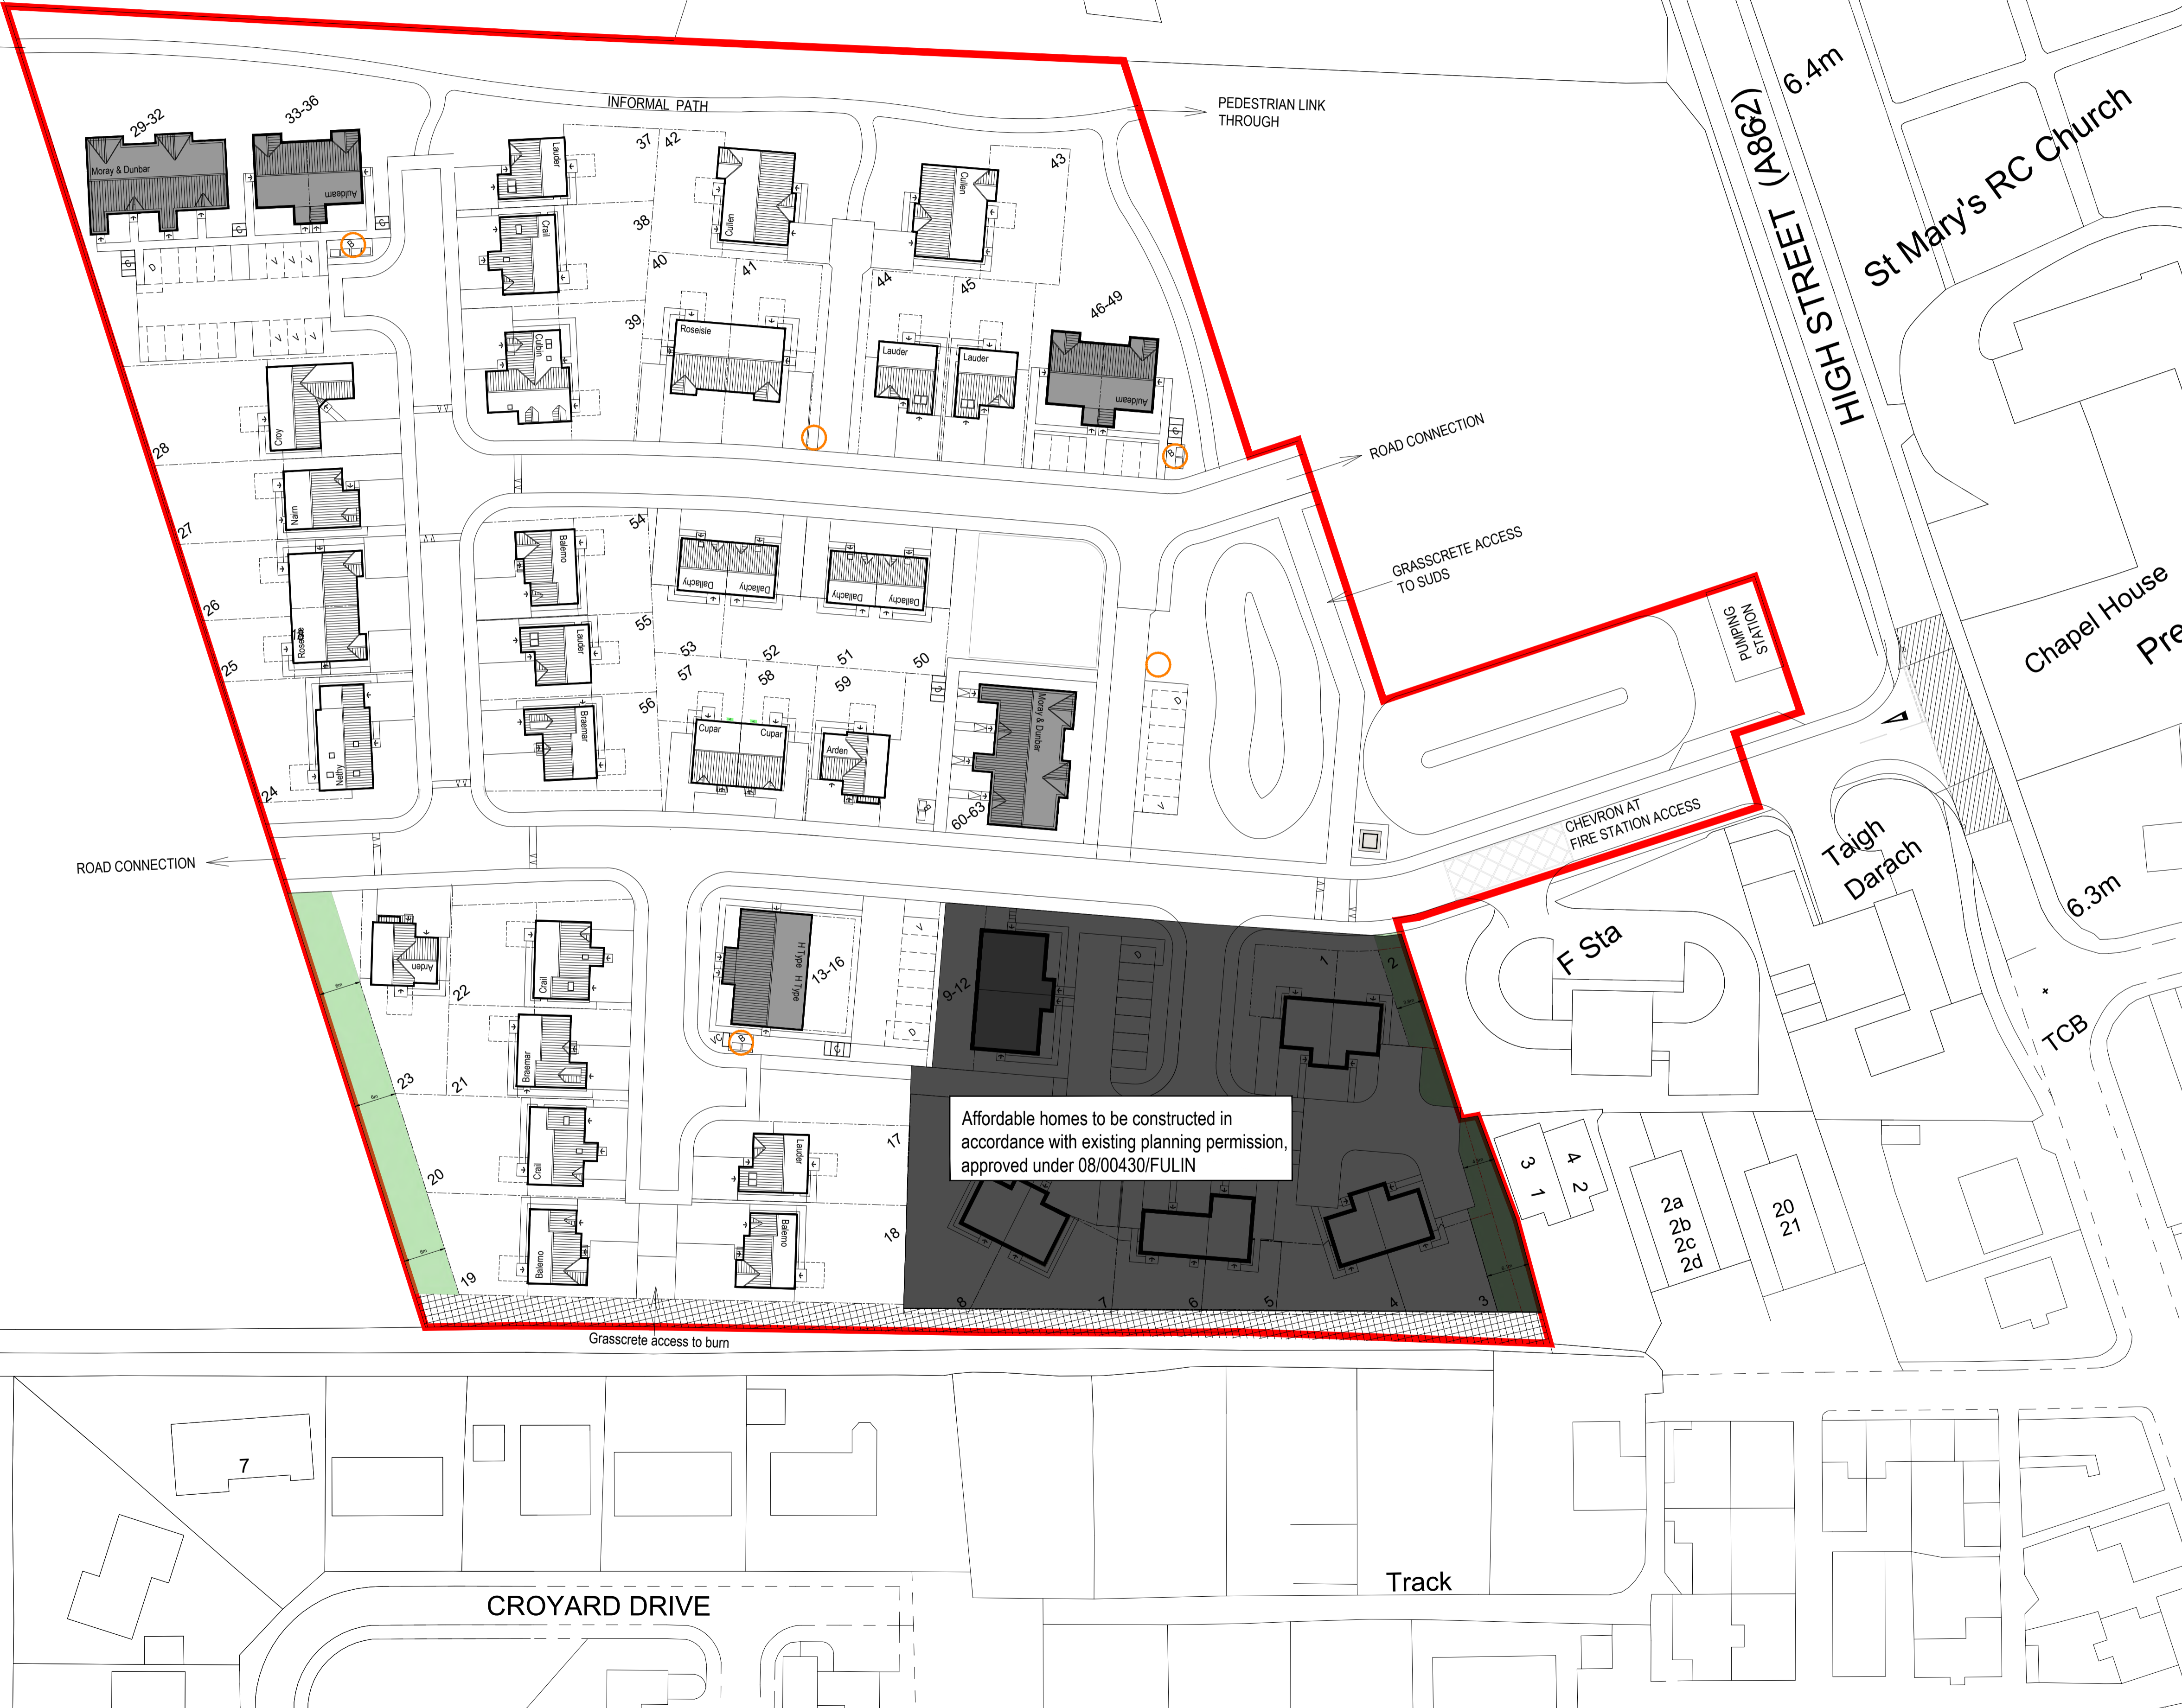 INFORMAL PATH
PEDESTRIAN LINK
THROUGH
HIGH STREET (A862)
6.4m
St Mary's RC Church
29-32
33-36
Moray & Dunbar
Auldearn
C
C
C
B
D
V V V
V V V
Lauder
Crail
Culbin
37
42
38
40
41
39
Cullen
Cullen
43
Roseisle
44
45
46-49
Lauder
Lauder
Auldearn
C
B
ROAD CONNECTION
GRASSCRETE ACCESS
TO SUDS
PUMPING
STATION
Chapel House
Pre
Croy
28
Nairn
27
26
25
Nethy
24
Balerno
54
Lauder
55
Braemar
56
Dallachy
Dallachy
Dallachy
Dallachy
53
52
51
50
57
58
59
Cupar
Cupar
Arden
C
B
Moray & Dunbar
60-63
D
V
CHEVRON AT
FIRE STATION ACCESS
Taigh
Darach
6.3m
ROAD CONNECTION
Arden
22
Crail
23
21
Braemar
20
Crail
19
Balerno
6m
6m
6m
H Type H Type
13-16
V
D
VC
B
C
17
Lauder
18
Balerno
9-12
D
1
2
F Sta
TCB
Affordable homes to be constructed in
accordance with existing planning permission,
approved under 08/00430/FULIN
8
7
6
5
4
3
3 1
4 2
2a
2b
2c
2d
20
21
Grasscrete access to burn
7
CROYARD DRIVE
Track